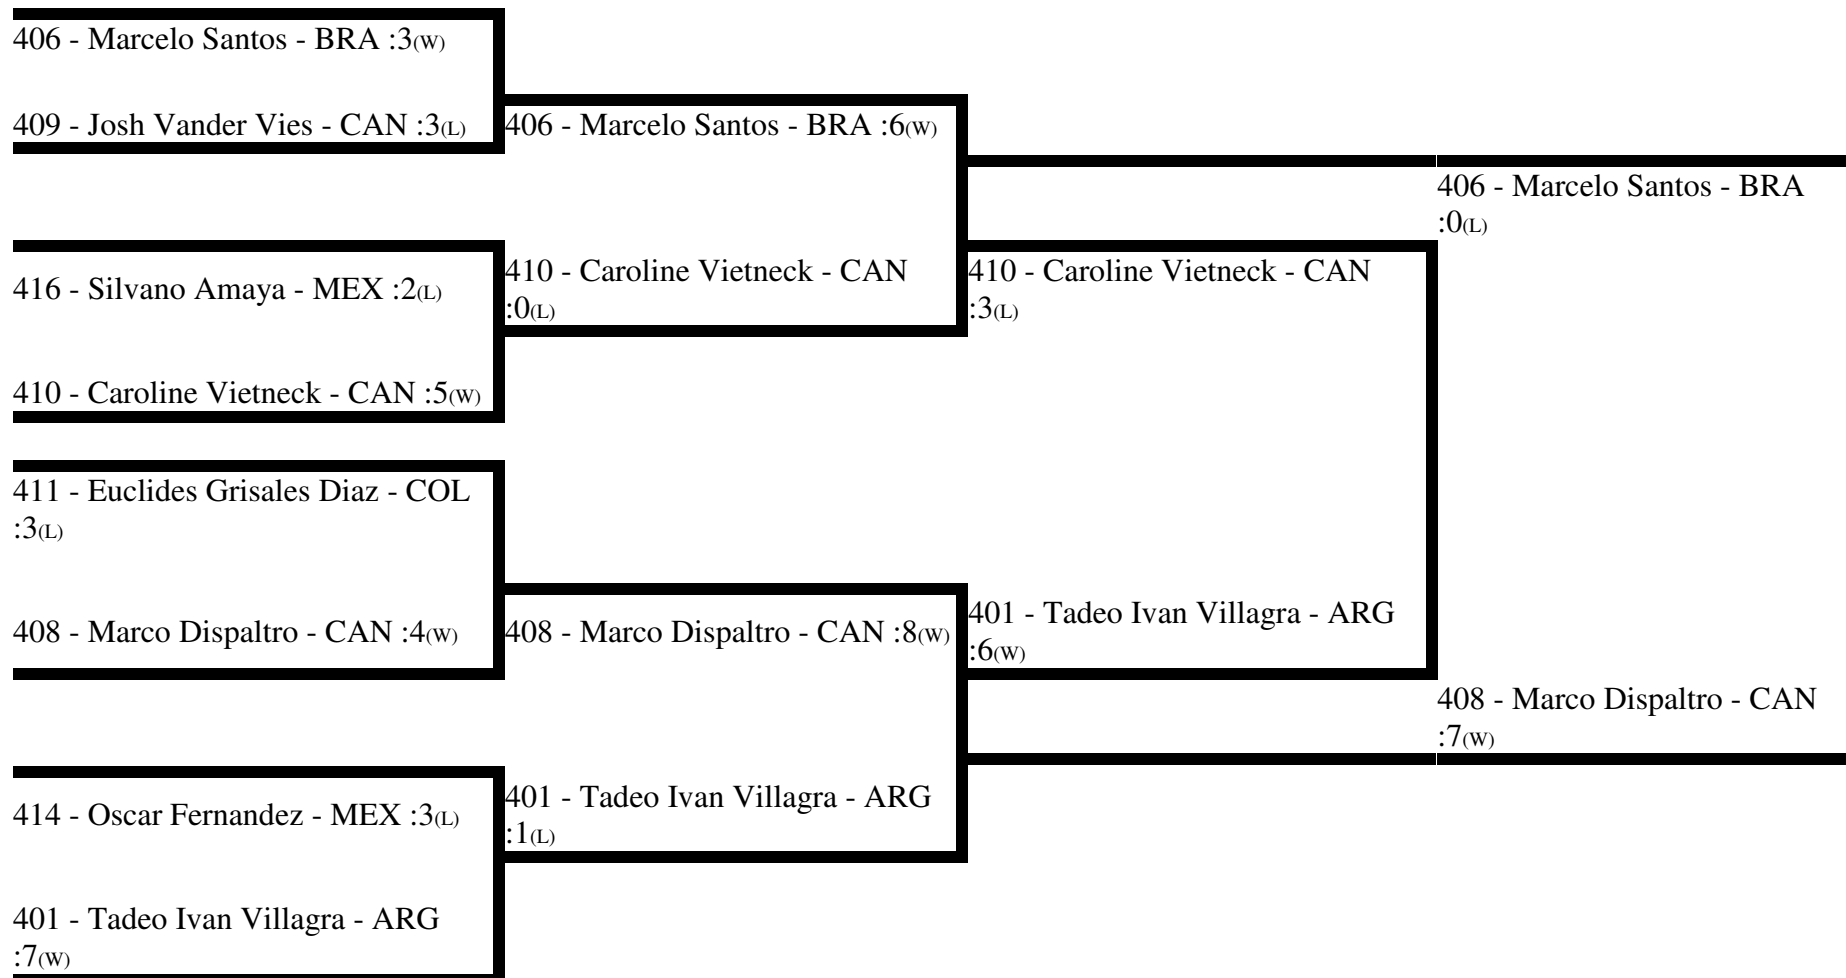 406 - Marcelo Santos - BRA :3(W)
409 - Josh Vander Vies - CAN :3(L)
416 - Silvano Amaya - MEX :2(L)
410 - Caroline Vietneck - CAN :5(W)
411 - Euclides Grisales Diaz - COL
:3(L)
408 - Marco Dispaltro - CAN :4(W)
414 - Oscar Fernandez - MEX :3(L)
401 - Tadeo Ivan Villagra - ARG
:7(W)
406 - Marcelo Santos - BRA :6(W)
410 - Caroline Vietneck - CAN
:0(L)
408 - Marco Dispaltro - CAN :8(W)
401 - Tadeo Ivan Villagra - ARG
:1(L)
410 - Caroline Vietneck - CAN
:3(L)
401 - Tadeo Ivan Villagra - ARG
:6(W)
406 - Marcelo Santos - BRA
:0(L)
408 - Marco Dispaltro - CAN
:7(W)